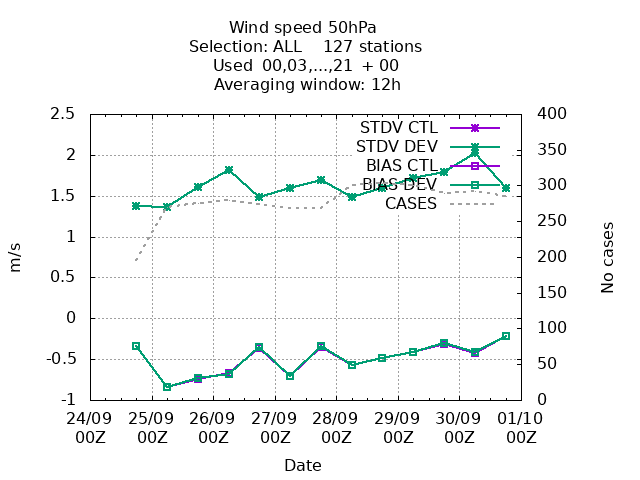 Wind speed 50hPa
Selection: ALL 127 stations
Used 00,03,...,21 + 00
Averaging window: 12h
2.5
2
1.5
1
0.5
0
-0.5
-1
m/s
400
350
300
250
200
150
100
50
0
No cases
STDV CTL
STDV DEV
BIAS CTL
BIAS DEV
CASES
24/09 25/09 26/09 27/09 28/09 29/09 30/09 01/10
00Z 00Z 00Z 00Z 00Z 00Z 00Z 00Z
Date